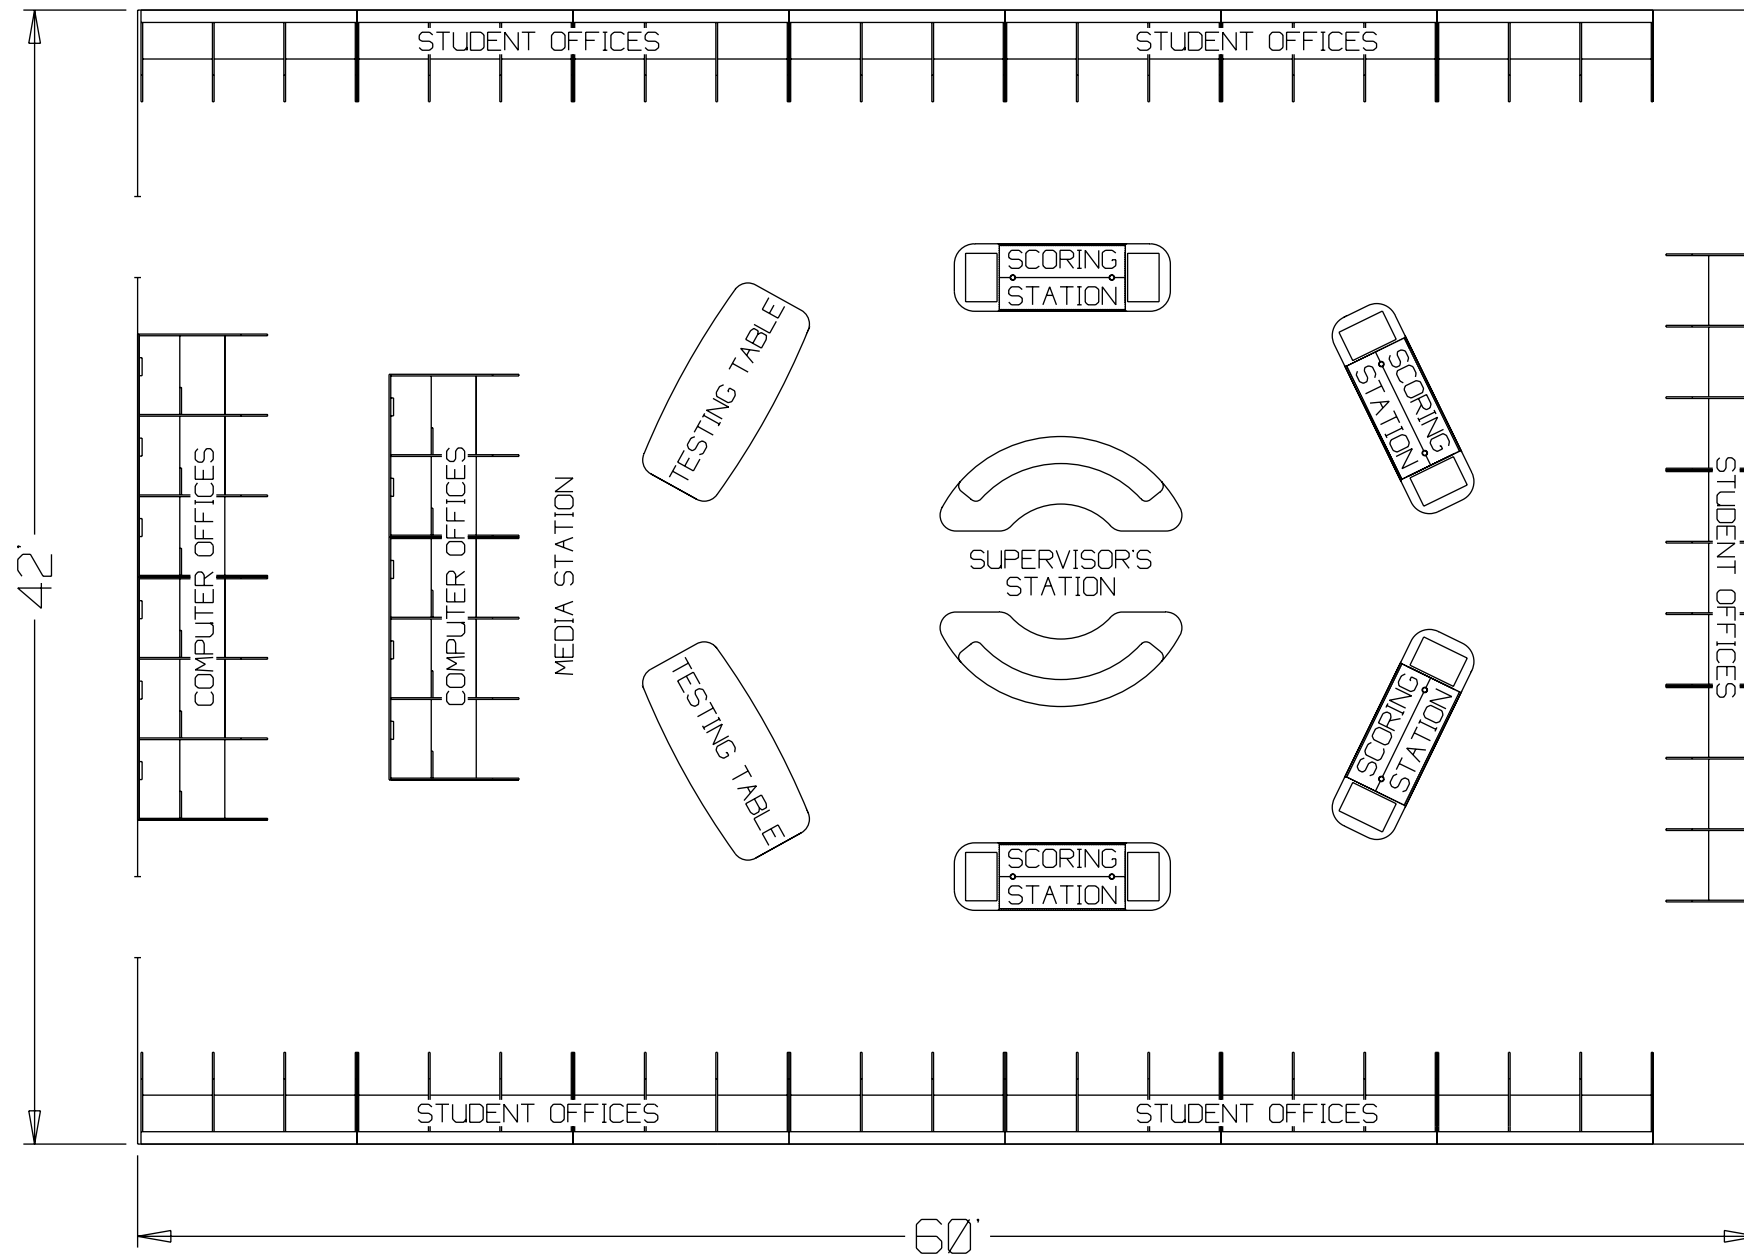 STUDENT OFFICES
STUDENT OFFICES
SCORING
STATION
TESTING TABLE
SCORING
STATION
42'
COMPUTER OFFICES
COMPUTER OFFICES
MEDIA STATION
SUPERVISOR'S
STATION
STUDENT OFFICES
TESTING TABLE
SCORING
STATION
SCORING
STATION
STUDENT OFFICES
STUDENT OFFICES
60'